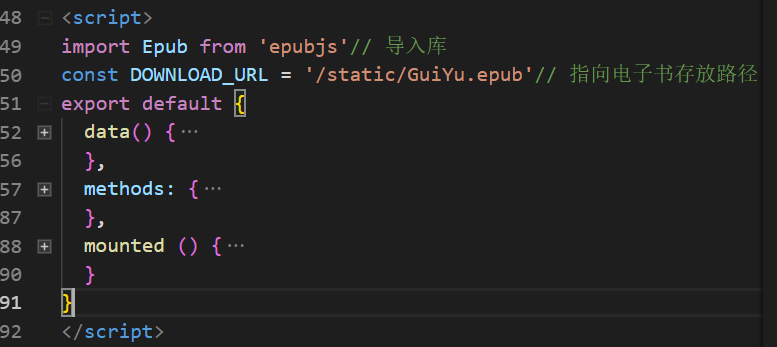 48 <script>
49 import Epub from 'epubjs'// 导入库
50 const DOWNLOAD_URL = '/static/GuiYu.epub'// 指向电子书存放路径
51 export default {
52 data() {…
56 },
57 methods: {…
87 },
88 mounted () {…
90 }
91 }
92 </script>